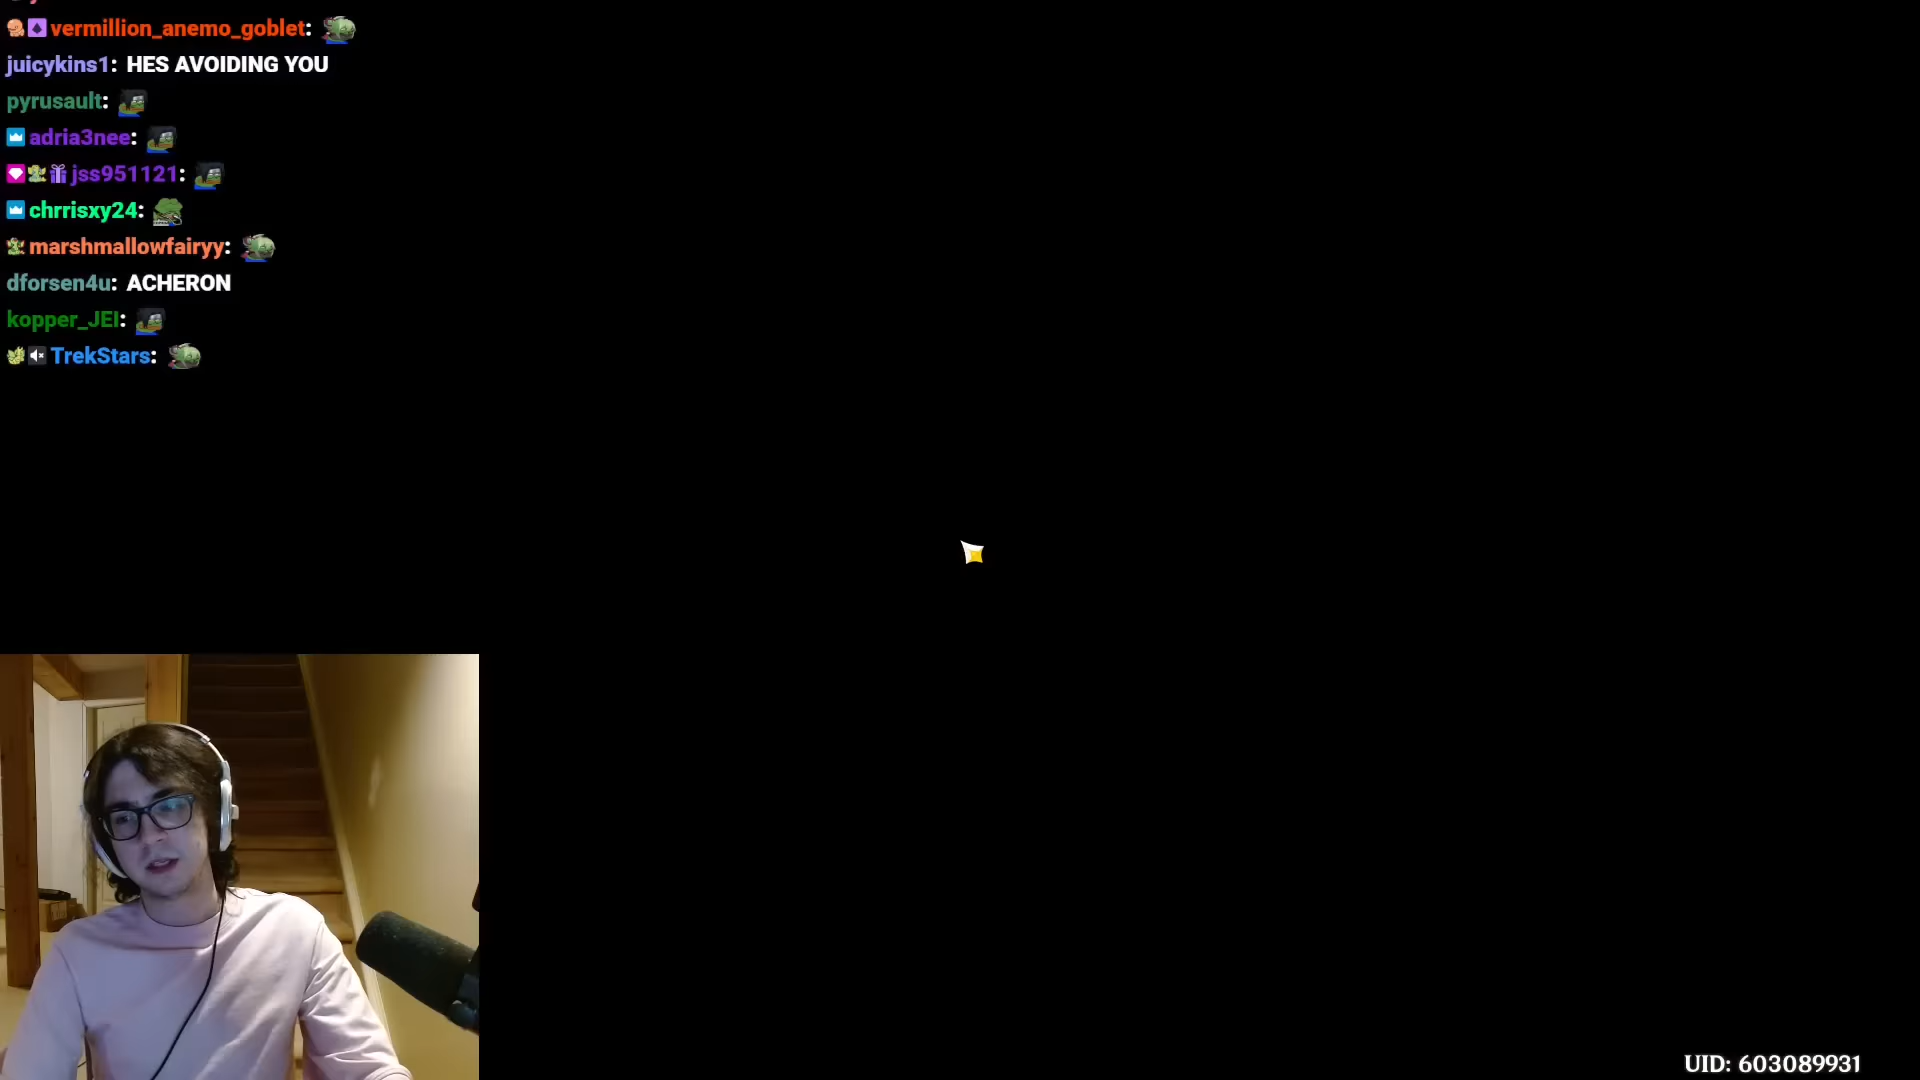 vermillion_anemo_goblet:
juicykins1: HES AVOIDING YOU
pyrusault:
adria3nee:
jss951121:
chrrisxy24:
marshmallowfairyy:
dforsen4u: ACHERON
kopper_JEI:
TrekStars:
UID: 603089931